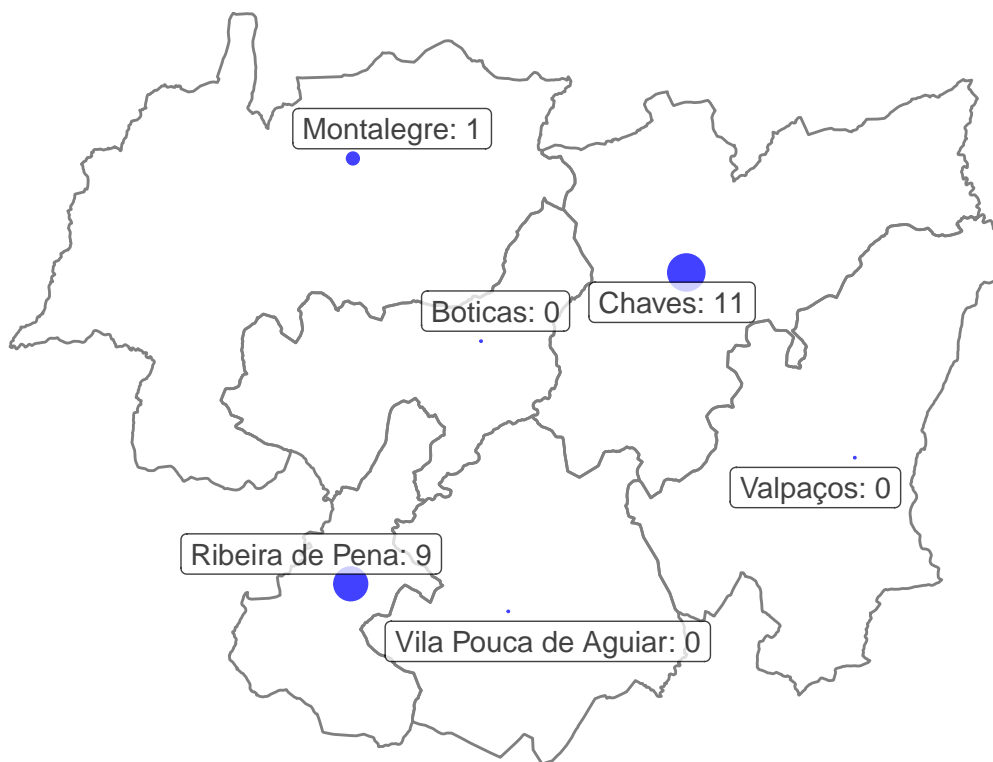 Montalegre: 1
Chaves: 11
Boticas: 0
Valpaços: 0
Ribeira de Pena: 9
Vila Pouca de Aguiar: 0